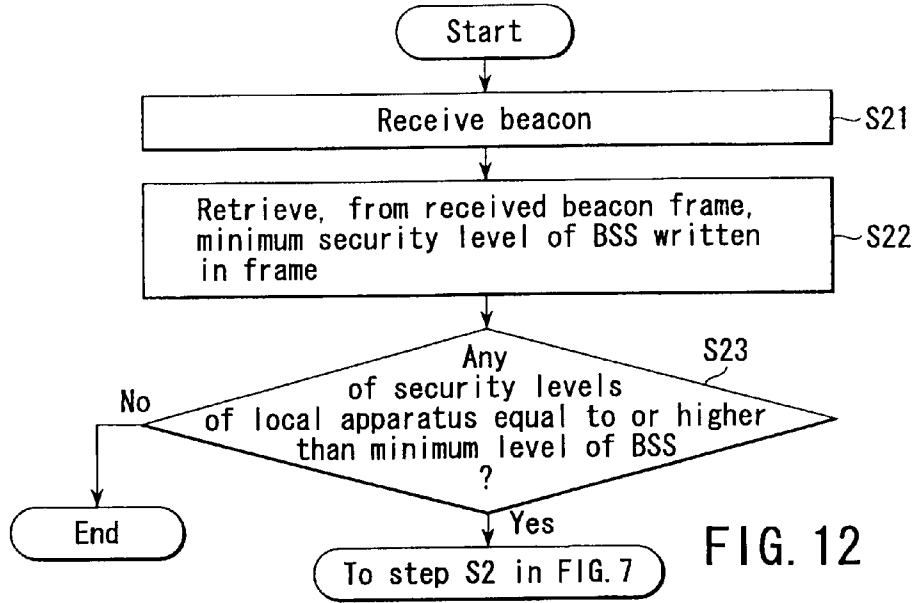 Start
Receive beacon
S21
Retrieve, from received beacon frame,
minimum security level of BSS written
in frame
S22
S23
Any
of security levels
of local apparatus equal to or higher
than minimum level of BSS
?
No
End
Yes
To step S2 in FIG. 7
FIG. 12